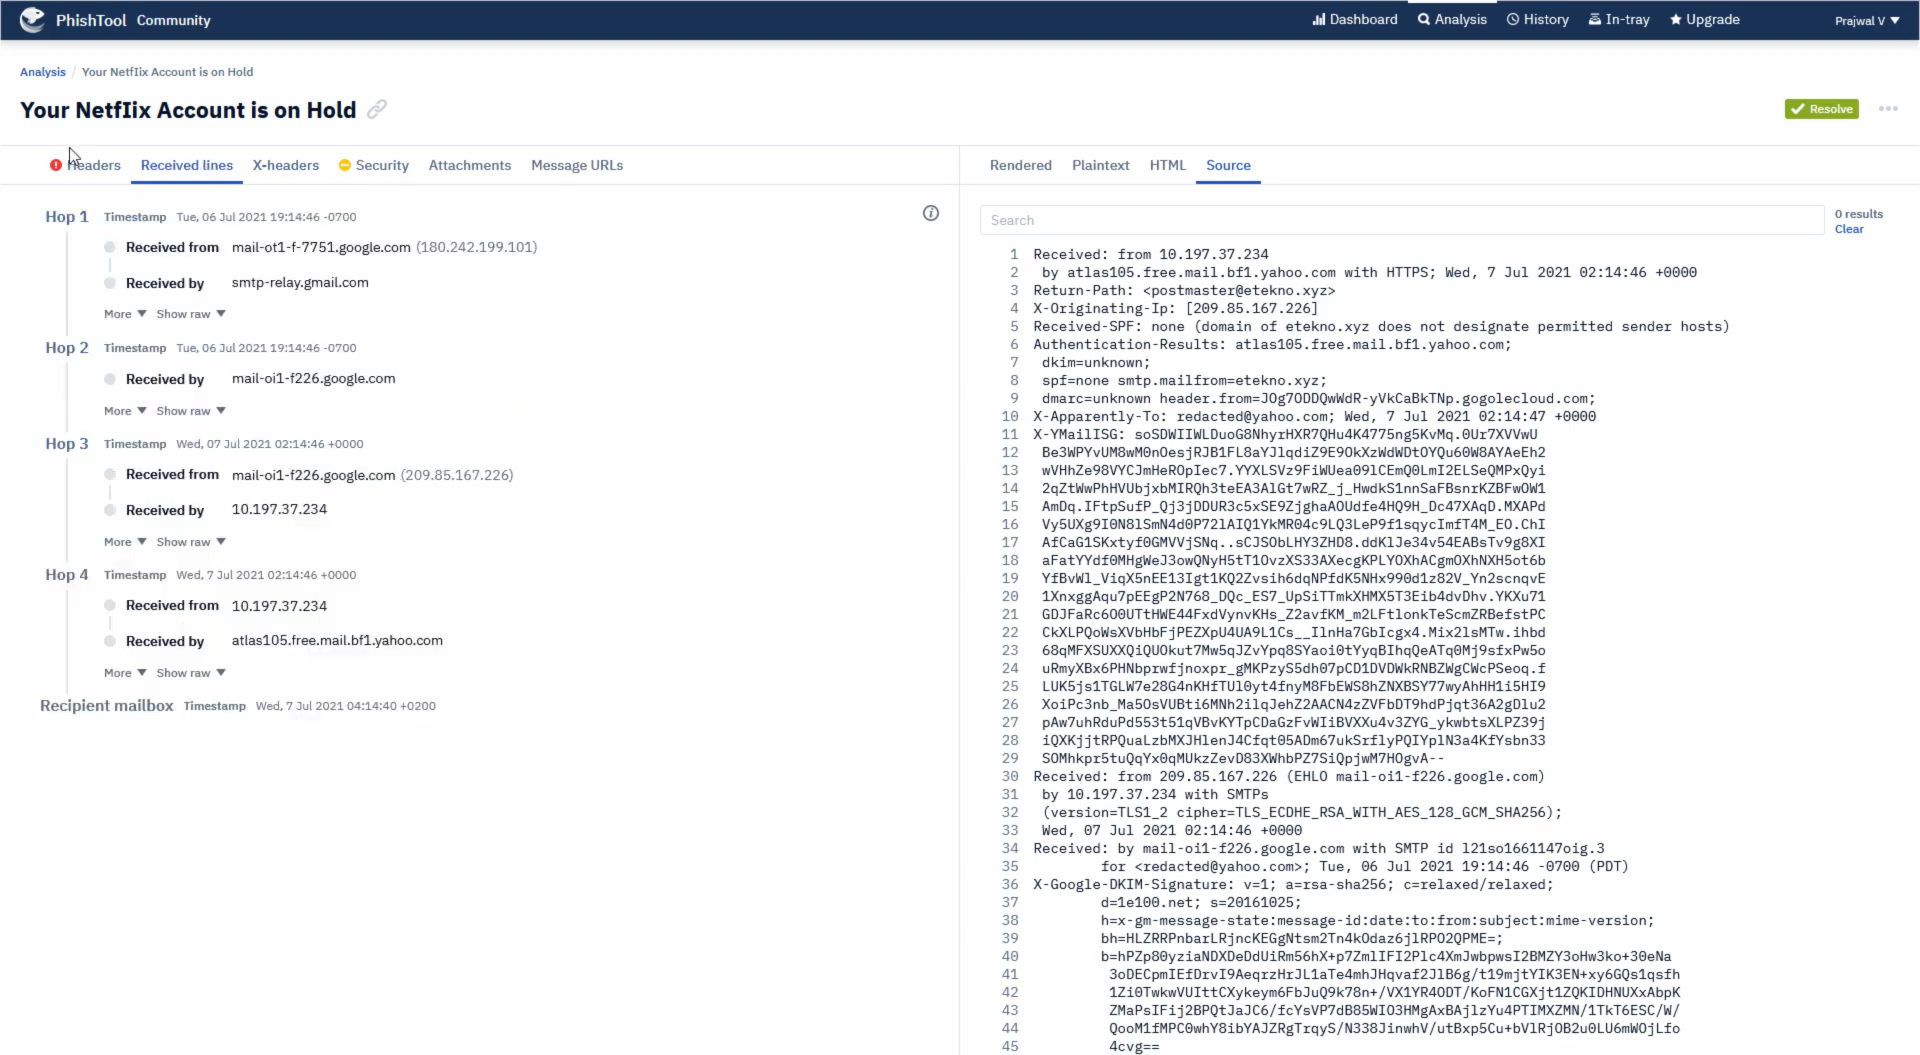 PhishTool Community
Dashboard Analysis History In-tray Upgrade Prajwal V
Analysis / Your NetfIix Account is on Hold
Your NetfIix Account is on Hold
Resolve
Headers Received lines X-headers Security Attachments Message URLs
Hop 1 Timestamp Tue, 06 Jul 2021 19:14:46 -0700
Received from mail-ot1-f-7751.google.com (180.242.199.101)
Received by smtp-relay.gmail.com
More Show raw
Hop 2 Timestamp Tue, 06 Jul 2021 19:14:46 -0700
Received by mail-oi1-f226.google.com
More Show raw
Hop 3 Timestamp Wed, 07 Jul 2021 02:14:46 +0000
Received from mail-oi1-f226.google.com (209.85.167.226)
Received by 10.197.37.234
More Show raw
Hop 4 Timestamp Wed, 7 Jul 2021 02:14:46 +0000
Received from 10.197.37.234
Received by atlas105.free.mail.bf1.yahoo.com
More Show raw
Recipient mailbox Timestamp Wed, 7 Jul 2021 04:14:40 +0200
Rendered Plaintext HTML Source
Search
0 results
Clear
1 Received: from 10.197.37.234
2 by atlas105.free.mail.bf1.yahoo.com with HTTPS; Wed, 7 Jul 2021 02:14:46 +0000
3 Return-Path: <postmaster@etekno.xyz>
4 X-Originating-Ip: [209.85.167.226]
5 Received-SPF: none (domain of etekno.xyz does not designate permitted sender hosts)
6 Authentication-Results: atlas105.free.mail.bf1.yahoo.com;
7 dkim=unknown;
8 spf=none smtp.mailfrom=etekno.xyz;
9 dmarc=unknown header.from=JOg7ODDQwWdR-yVkCaBkTNp.gogolecloud.com;
10 X-Apparently-To: redacted@yahoo.com; Wed, 7 Jul 2021 02:14:47 +0000
11 X-YMailISG: soSDWIIWLDuoG8NhyrHXR7QHu4K4775ng5KvMq.0Ur7XVVwU
12 Be3WPYvUM8wM0nOesjRJB1FL8aYJlqdiZ9E9OkXzWdWDtOYQu60W8AYAeEh2
13 wVHhZe98VYCJmHeROpIec7.YYXLSVz9FiWUea09lCEmQ0LmI2ELSeQMPxQyi
14 2qZtWwPhHVUbjxbMIRQh3teEA3AlGt7wRZ_j_HwdkS1nnSaFBsnrKZBFwOW1
15 AmDq.IFtpSufP_Qj3jDDUR3c5xSE9ZjghaAOUdfe4HQ9H_Dc47XAqD.MXAPd
16 Vy5UXg9I0N8lSmN4d0P72lAIQ1YkMR04c9LQ3LeP9f1sqycImfT4M_EO.ChI
17 AfCaG1SKxtyf0GMVVjSNq..sCJSObLHY3ZHD8.ddKlJe34v54EABsTv9g8XI
18 aFatYYdf0MHgWeJ3owQNyH5tT1OvzXS33AXecgKPLYOXhACgmOXhNXH5ot6b
19 YfBvWl_ViqX5nEE13Igt1KQ2Zvsih6dqNPfdK5NHx990d1z82V_Yn2scnqvE
20 1XnxggAqu7pEEgP2N768_DQc_ES7_UpSiTTmkXHMX5T3Eib4dvDhv.YKXu71
21 GDJFaRc600UTtHWE44FxdVynvKHs_Z2avfKM_m2LFtlonkTeScmZRBefstPC
22 CkXLPQoWsXVbHbFjPEZXpU4UA9L1Cs__IlnHa7GbIcgx4.Mix2lsMTw.ihbd
23 68qMFXSUXXQiQUOkut7Mw5qJZvYpq8SYaoi0tYyqBIhqQeATq0Mj9sfxPw5o
24 uRmyXBx6PHNbprwfjnoxpr_gMKPzyS5dh07pCD1DVDWkRNBZWgCWcPSeoq.f
25 LUK5js1TGLW7e28G4nKHfTUl0yt4fnyM8FbEWS8hZNXBSY77wyAhHH1i5HI9
26 XoiPc3nb_Ma5OsVUBti6MNh2ilqJehZ2AACN4zZVFbDT9hdPjqt36A2gDlu2
27 pAw7uhRduPd553t51qVBvKYTpCDaGzFvWIiBVXXu4v3ZYG_ykwbtsXLPZ39j
28 iQXKjjtRPQuaLzbMXJHlenJ4Cfqt05ADm67ukSrflyPQIYplN3a4KfYsbn33
29 SOMhkpr5tuQqYx0qMUkzZevD83XWhbPZ7SiQpjwM7HOgvA--
30 Received: from 209.85.167.226 (EHLO mail-oi1-f226.google.com)
31 by 10.197.37.234 with SMTPs
32 (version=TLS1_2 cipher=TLS_ECDHE_RSA_WITH_AES_128_GCM_SHA256);
33 Wed, 07 Jul 2021 02:14:46 +0000
34 Received: by mail-oi1-f226.google.com with SMTP id l21so1661147oig.3
35 for <redacted@yahoo.com>; Tue, 06 Jul 2021 19:14:46 -0700 (PDT)
36 X-Google-DKIM-Signature: v=1; a=rsa-sha256; c=relaxed/relaxed;
37 d=1e100.net; s=20161025;
38 h=x-gm-message-state:message-id:date:to:from:subject:mime-version;
39 bh=HLZRRPnbarLRjncKEGgNtsm2Tn4kOdaz6jlRPO2QPME=;
40 b=hPZp80yziaNDXDeDdUiRm56hX+p7ZmlIFI2Plc4XmJwbpwsI2BMZY3oHw3ko+30eNa
41 3oDECpmIEfDrvI9AeqrzHrJL1aTe4mhJHqvaf2JlB6g/t19mjtYIK3EN+xy6GQs1qsfh
42 1Zi0TwkwVUIttCXykeym6FbJuQ9k78n+/VX1YR4ODT/KoFN1CGXjt1ZQKIDHNUXxAbpK
43 ZMaPsIFij2BPQtJaJC6/fcYsVP7dB85WIO3HMgAxBAjlzYu4PTIMXZMN/1TkT6ESC/W/
44 QooM1fMPC0whY8ibYAJZRgTrqyS/N338JinwhV/utBxp5Cu+bVlRjOB2u0LU6mWOjLfo
45 4cvg==